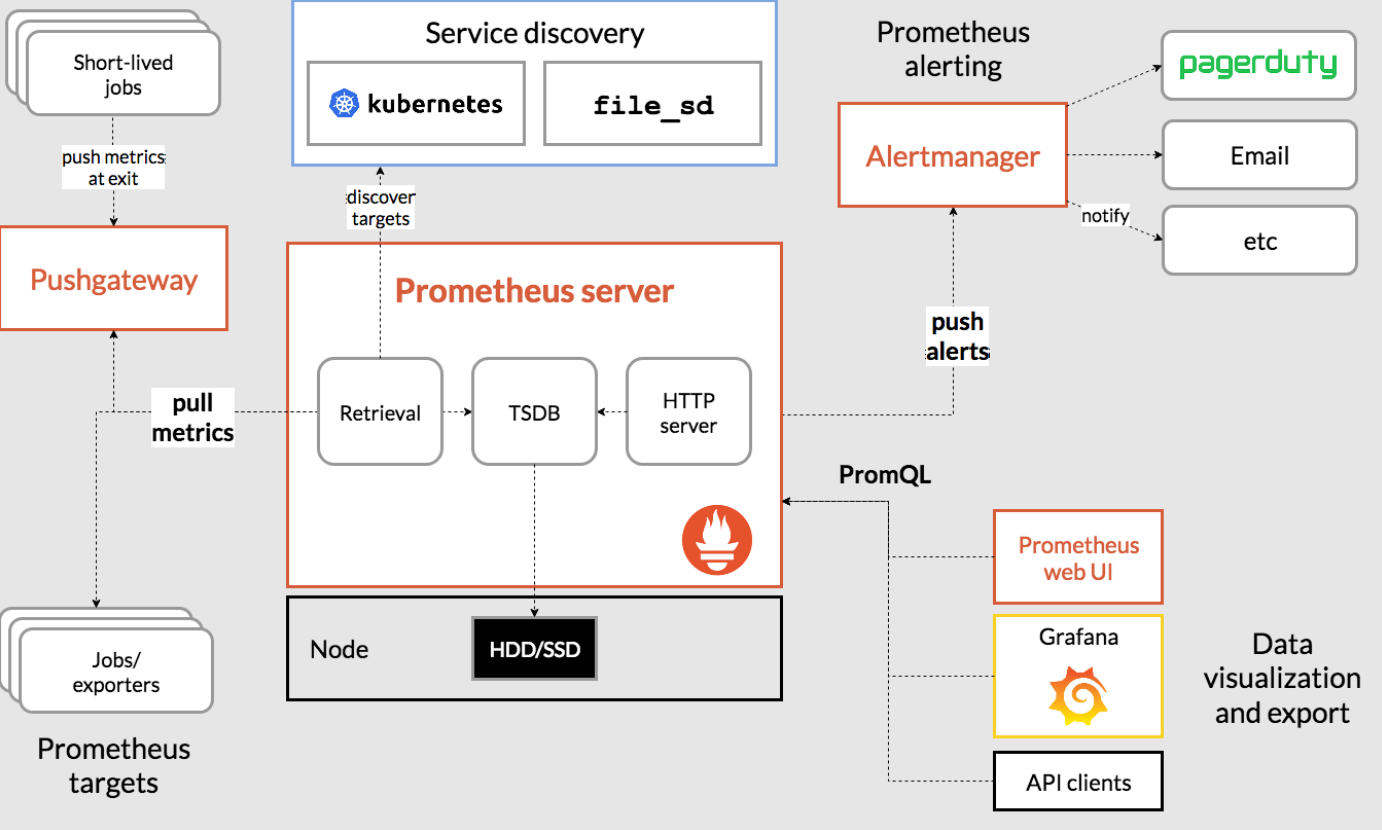 Short-lived
jobs
push metrics
at exit
Pushgateway
Service discovery
kubernetes
file_sd
discover
targets
Prometheus
alerting
Alertmanager
pagerduty
Email
notify
etc
Prometheus server
Retrieval
TSDB
HTTP
server
pull
metrics
push
alerts
PromQL
Node
HDD/SSD
Jobs/
exporters
Prometheus
targets
Prometheus
web UI
Grafana
API clients
Data
visualization
and export